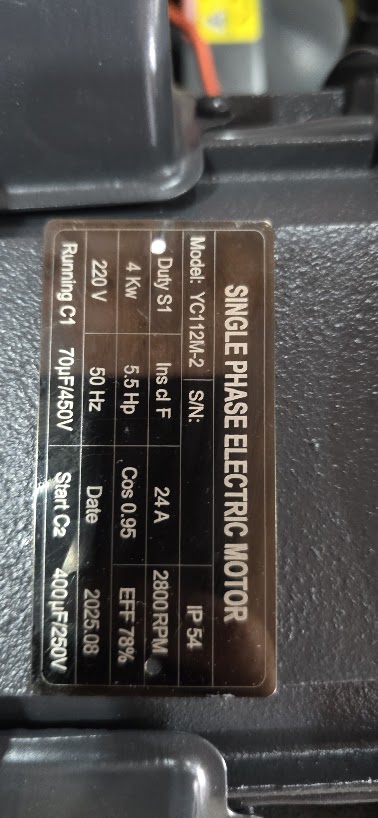 SINGLE PHASE ELECTRIC MOTOR
Model: YC112M-2 S/N: IP 54
Duty S1 Ins cl F 24 A 2800 RPM
4 Kw 5.5 Hp Cos 0.95 EFF 78%
220 V 50 Hz Date 2025.08
Running C1 70μF/450V Start C2 400μF/250V